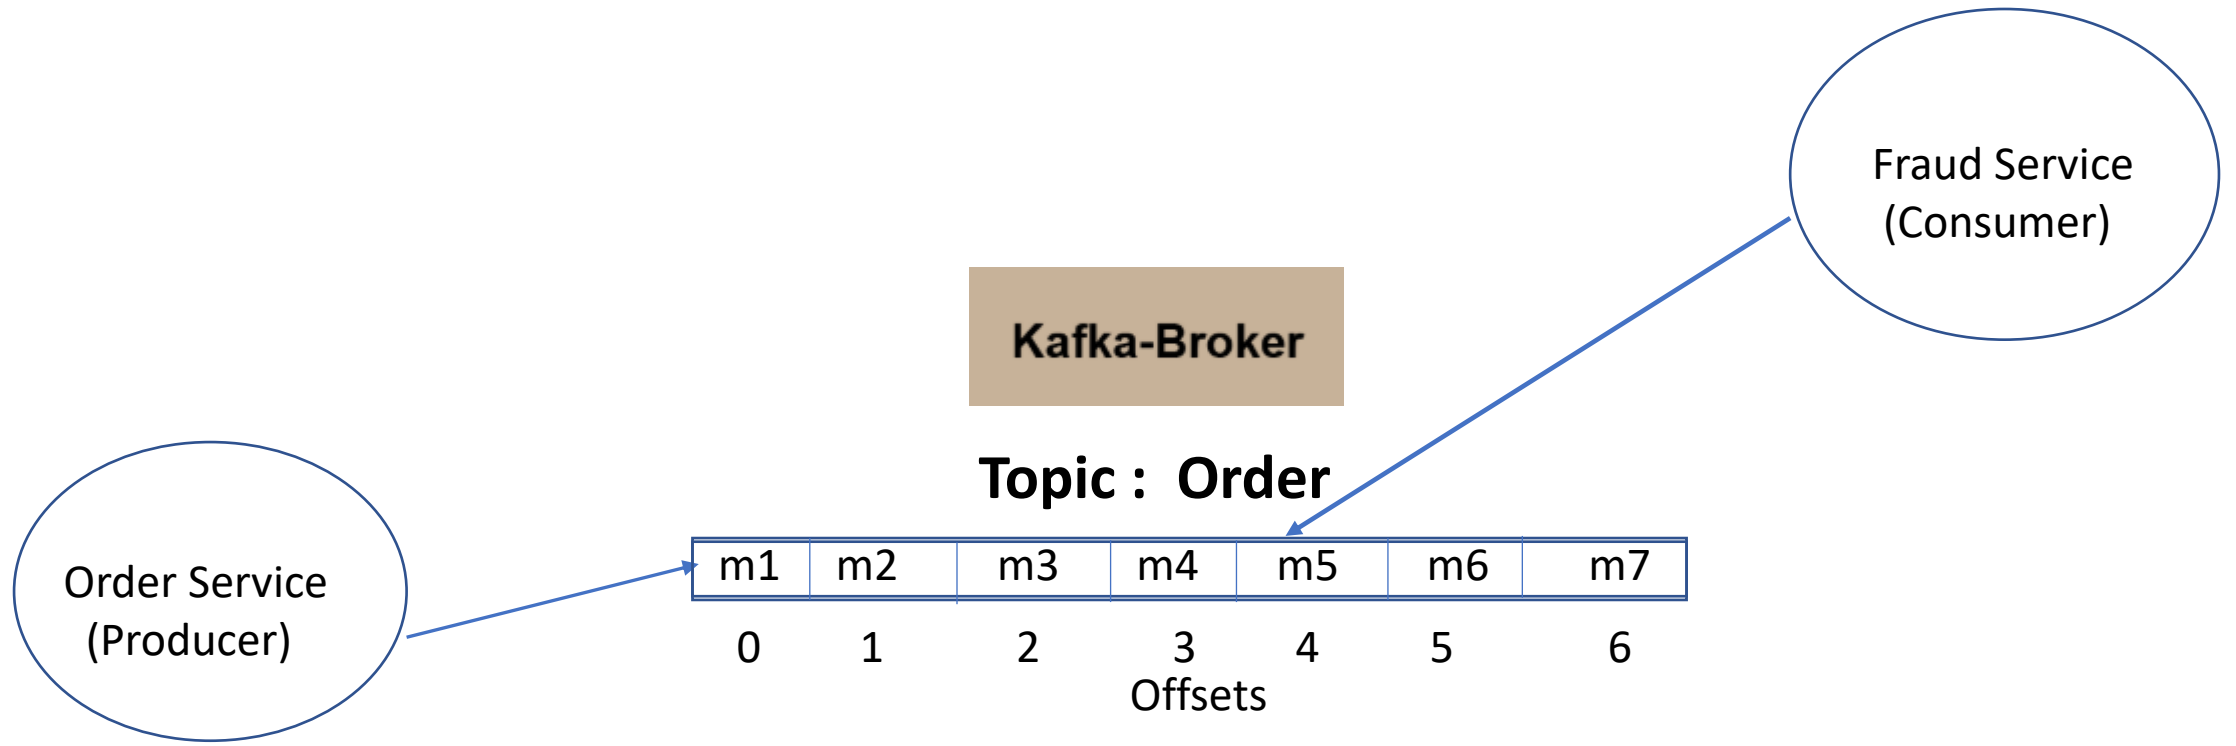 Fraud Service
(Consumer)
Kafka-Broker
Topic :  Order
Order Service
(Producer)
m1 m2 m3 m4 m5 m6 m7
0 1 2 3 4 5 6
Offsets